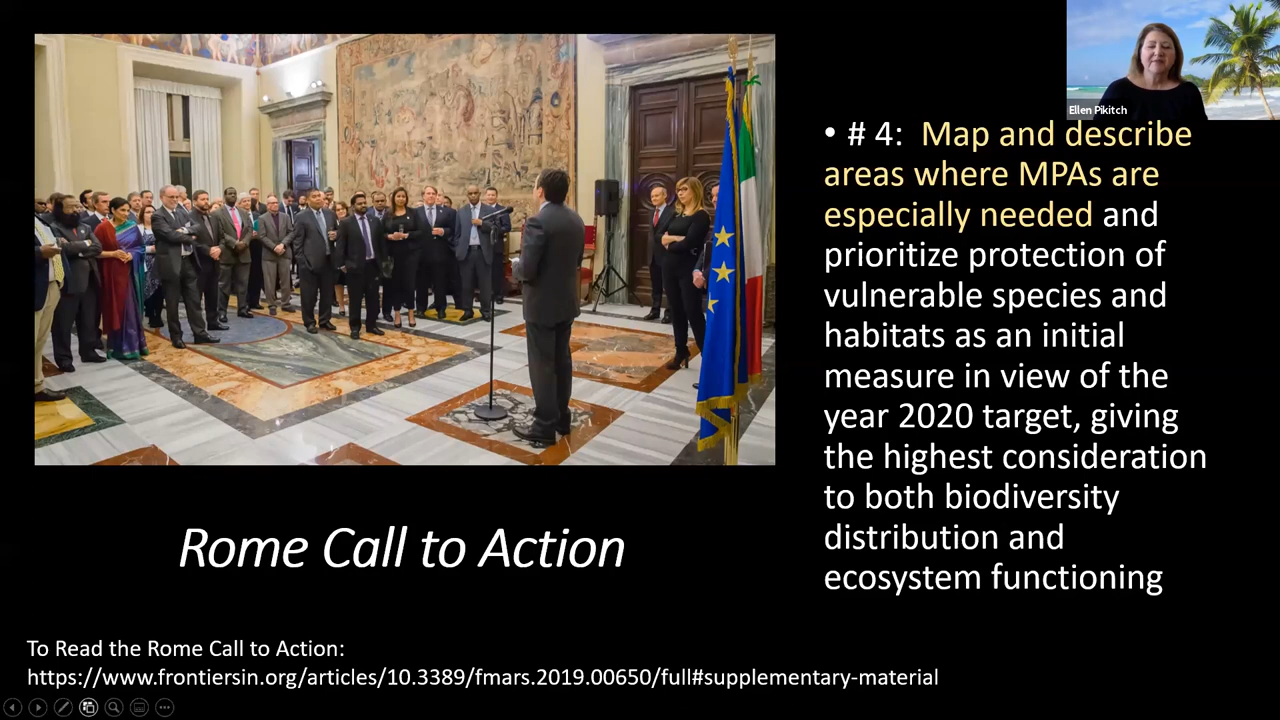 Ellen Pikitch
• # 4: Map and describe
areas where MPAs are
especially needed and
prioritize protection of
vulnerable species and
habitats as an initial
measure in view of the
year 2020 target, giving
the highest consideration
to both biodiversity
distribution and
ecosystem functioning
Rome Call to Action
To Read the Rome Call to Action:
https://www.frontiersin.org/articles/10.3389/fmars.2019.00650/full#supplementary-material